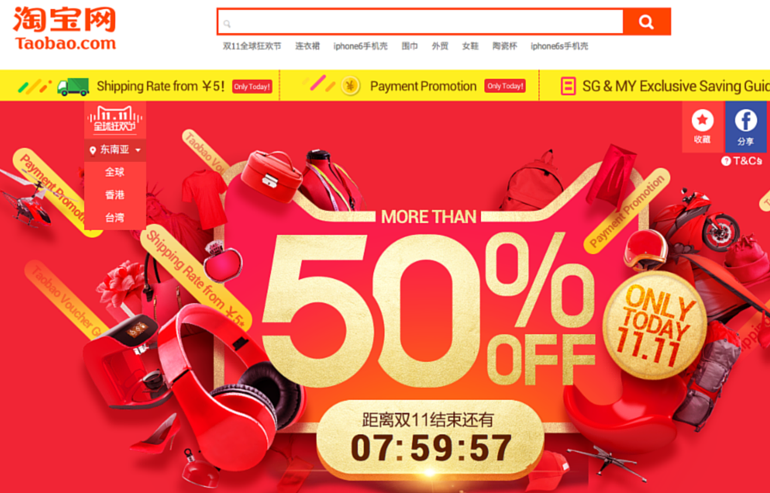 淘宝网
Taobao.com
双11全球狂欢节 连衣裙 iphone6手机壳 围巾 外贸 女鞋 陶瓷杯 iphone6s手机壳
Shipping Rate from ¥5! Only Today!
Payment Promotion Only Today!
SG & MY Exclusive Saving Guid
11.11
全球狂欢节
东南亚
全球
香港
台湾
收藏
分享
T&Cs
Payment Promotio
Taobao Vou
Shipping Rate from ¥5
Taobao Voucher G
Payment Promotion
MORE THAN
50% OFF
ONLY
TODAY
11.11
距离双11结束还有
07:59:57